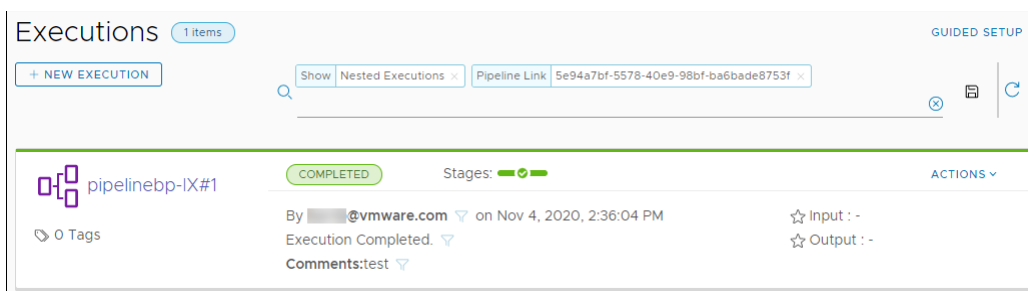 Executions 1 items
GUIDED SETUP
+ NEW EXECUTION
Show Nested Executions × Pipeline Link 5e94a7bf-5578-40e9-98bf-ba6bade8753f ×
pipelinebp-IX#1
0 Tags
COMPLETED Stages:
ACTIONS
By @vmware.com on Nov 4, 2020, 2:36:04 PM
Execution Completed.
Comments:test
Input : -
Output : -